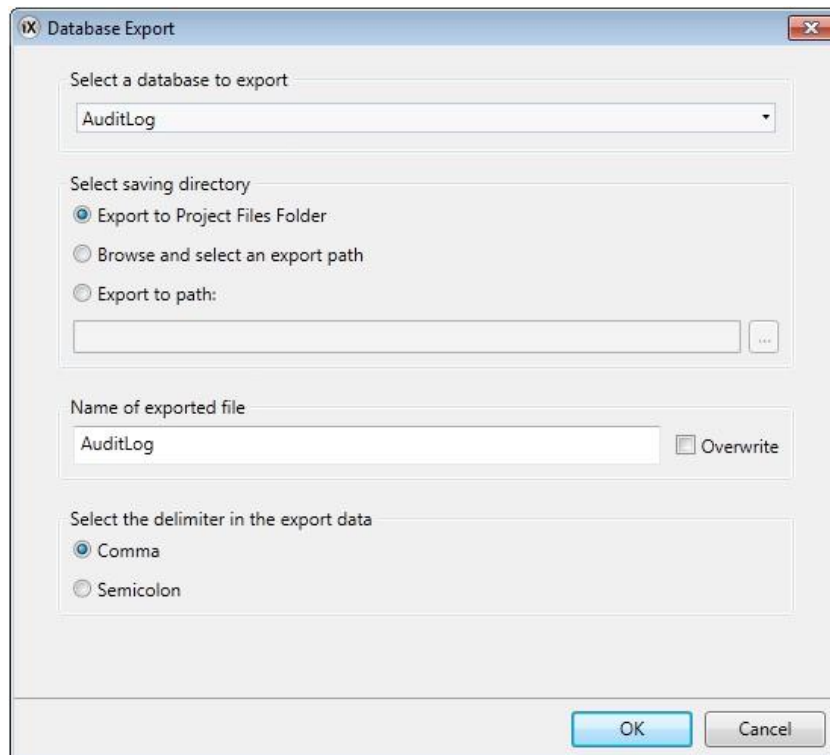 iX Database Export
Select a database to export
AuditLog
Select saving directory
Export to Project Files Folder
Browse and select an export path
Export to path:
...
Name of exported file
AuditLog
Overwrite
Select the delimiter in the export data
Comma
Semicolon
OK Cancel